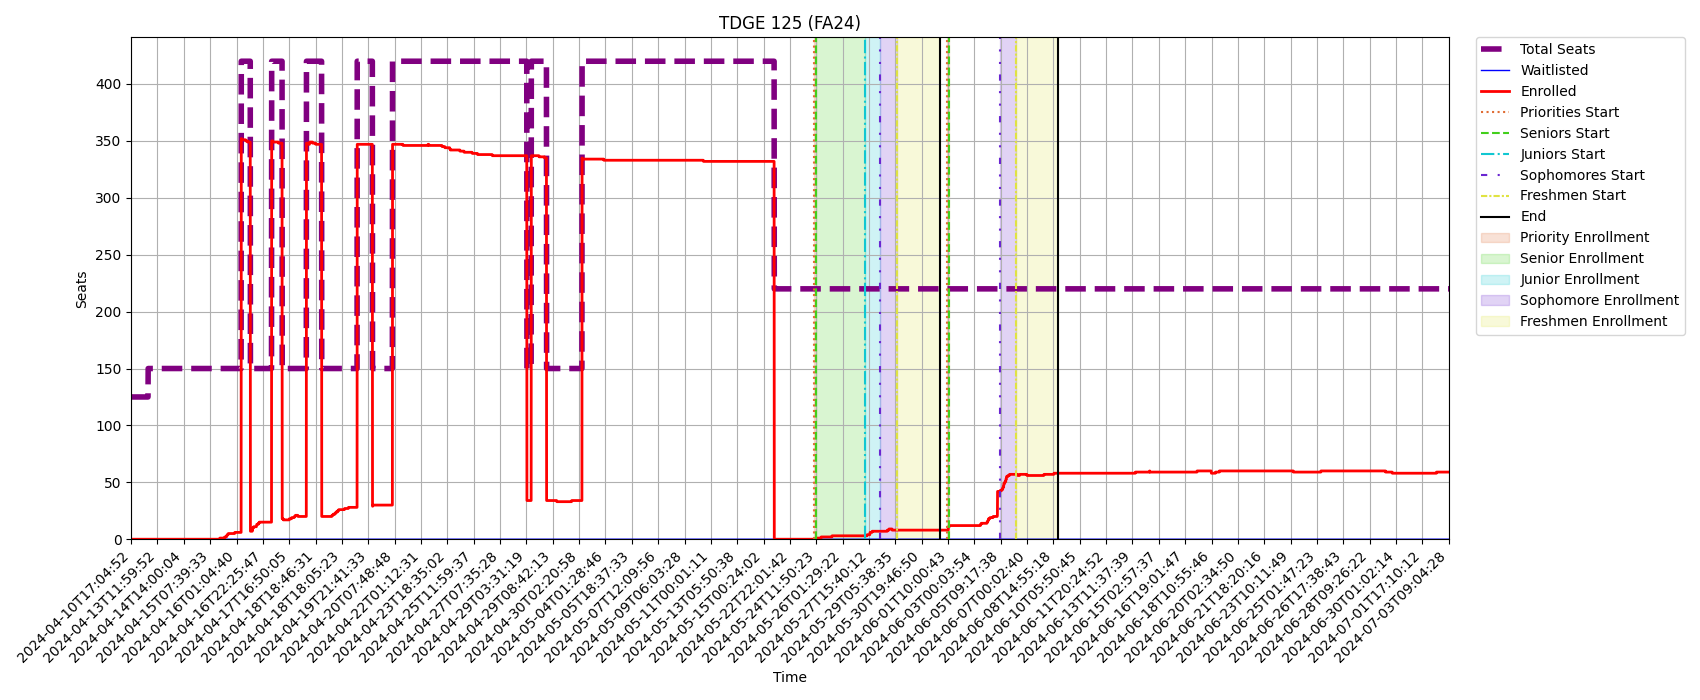 TDGE 125 (FA24)
Seats
400
350
300
250
200
150
100
50
0
2024-04-10T17:04:52
2024-04-13T11:59:52
2024-04-14T14:00:04
2024-04-15T07:39:33
2024-04-16T01:04:40
2024-04-16T22:25:47
2024-04-17T16:50:05
2024-04-18T18:46:31
2024-04-18T18:05:23
2024-04-19T21:41:33
2024-04-20T07:48:48
2024-04-22T01:12:31
2024-04-23T18:35:02
2024-04-25T11:59:37
2024-04-27T07:35:28
2024-04-29T03:31:19
2024-04-29T08:42:13
2024-04-30T02:20:58
2024-05-04T01:28:46
2024-05-05T18:37:33
2024-05-07T12:09:56
2024-05-09T06:03:28
2024-05-11T00:01:11
2024-05-13T05:50:38
2024-05-15T00:24:02
2024-05-22T22:01:42
2024-05-24T11:50:23
2024-05-26T01:29:22
2024-05-27T15:40:12
2024-05-29T05:38:35
2024-05-30T19:46:50
2024-06-01T10:00:43
2024-06-03T00:03:54
2024-06-05T09:17:38
2024-06-07T00:02:40
2024-06-08T14:55:18
2024-06-10T05:50:45
2024-06-11T20:24:52
2024-06-13T11:37:39
2024-06-15T02:57:37
2024-06-16T19:01:47
2024-06-18T10:55:46
2024-06-20T02:34:50
2024-06-21T18:20:16
2024-06-23T10:11:49
2024-06-25T01:47:23
2024-06-26T17:38:43
2024-06-28T09:26:22
2024-06-30T01:02:14
2024-07-01T17:10:12
2024-07-03T09:04:28
Time
Total Seats
Waitlisted
Enrolled
Priorities Start
Seniors Start
Juniors Start
Sophomores Start
Freshmen Start
End
Priority Enrollment
Senior Enrollment
Junior Enrollment
Sophomore Enrollment
Freshmen Enrollment